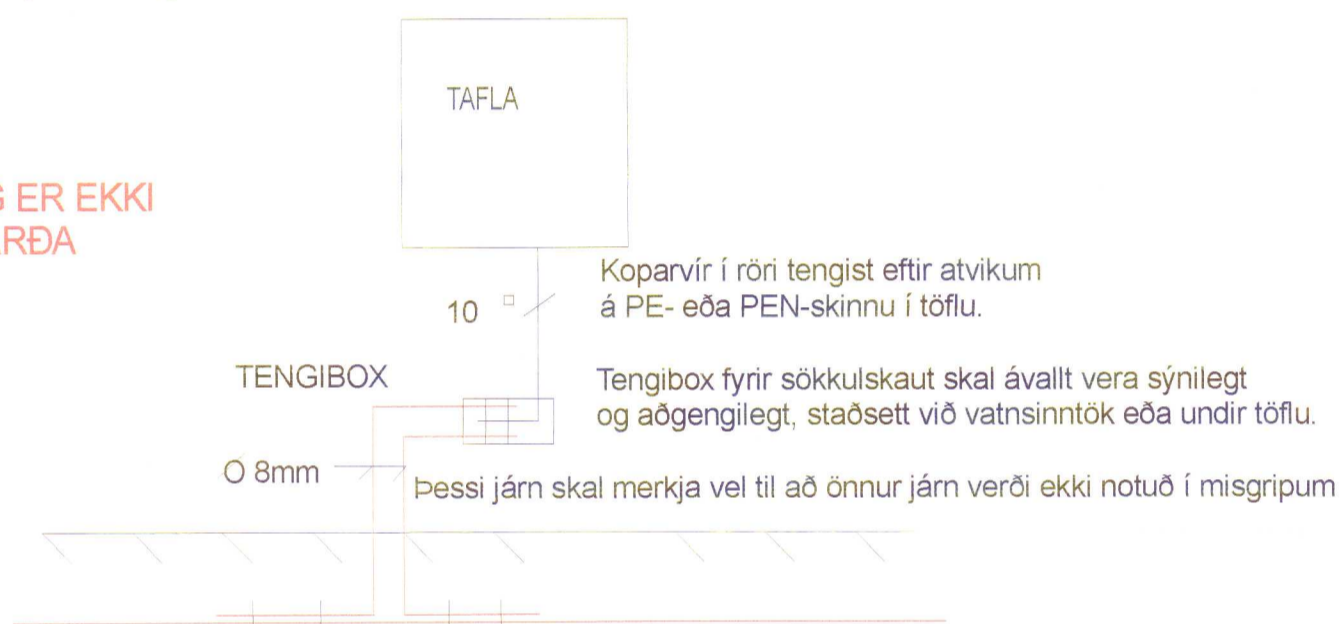 TAFLA
ER EKKI
Koparvír í röri tengist eftir atvikum
á PE- eða PEN-skinnu í töflu.
10
TENGIBOX
Tengibox fyrir sökkulskaut skal ávallt vera sýnilegt
og aðgengilegt, staðsett við vatnsinntök eða undir töflu.
O 8mm
Þessi járn skal merkja vel til að önnur járn verði ekki notuð í misgripum